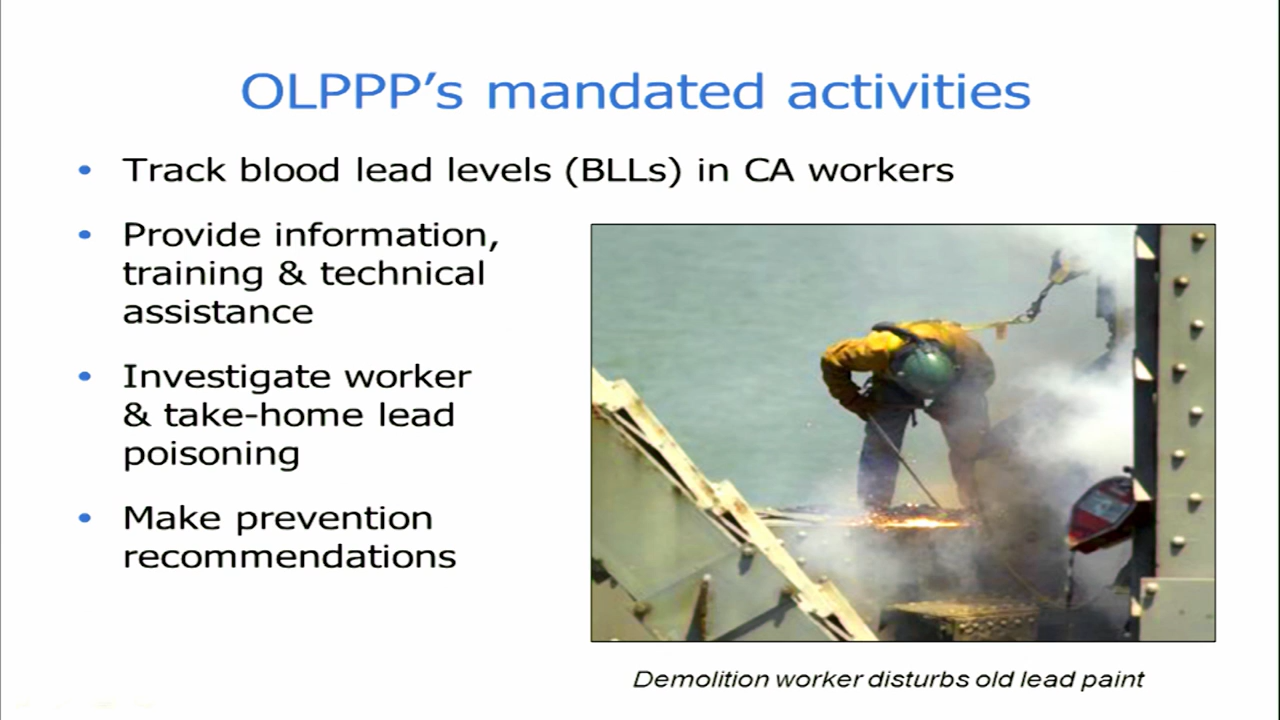 OLPPP’s mandated activities
• Track blood lead levels (BLLs) in CA workers
• Provide information,
training & technical
assistance
• Investigate worker
& take-home lead
poisoning
• Make prevention
recommendations
Demolition worker disturbs old lead paint